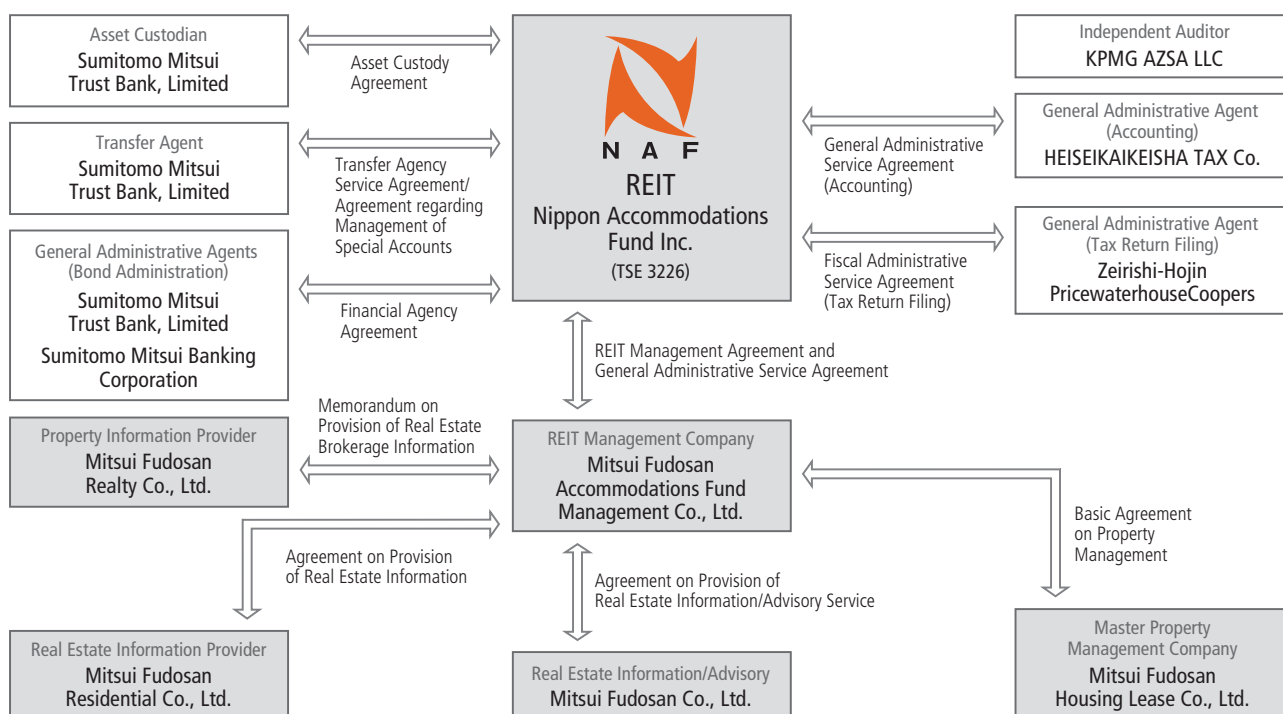 Asset Custodian
Sumitomo Mitsui
Trust Bank, Limited
Asset Custody
Agreement
Transfer Agent
Sumitomo Mitsui
Trust Bank, Limited
Transfer Agency
Service Agreement/
Agreement regarding
Management of
Special Accounts
General Administrative Agents
(Bond Administration)
Sumitomo Mitsui
Trust Bank, Limited
Sumitomo Mitsui Banking
Corporation
Financial Agency
Agreement
N A F
REIT
Nippon Accommodations
Fund Inc.
(TSE 3226)
Independent Auditor
KPMG AZSA LLC
General Administrative
Service Agreement
(Accounting)
General Administrative Agent
(Accounting)
HEISEIKAIKEISHA TAX Co.
Fiscal Administrative
Service Agreement
(Tax Return Filing)
General Administrative Agent
(Tax Return Filing)
Zeirishi-Hojin
PricewaterhouseCoopers
REIT Management Agreement and
General Administrative Service Agreement
Property Information Provider
Mitsui Fudosan
Realty Co., Ltd.
Memorandum on
Provision of Real Estate
Brokerage Information
REIT Management Company
Mitsui Fudosan
Accommodations Fund
Management Co., Ltd.
Basic Agreement
on Property
Management
Agreement on Provision
of Real Estate Information
Agreement on Provision of
Real Estate Information/Advisory Service
Real Estate Information Provider
Mitsui Fudosan
Residential Co., Ltd.
Real Estate Information/Advisory
Mitsui Fudosan Co., Ltd.
Master Property
Management Company
Mitsui Fudosan
Housing Lease Co., Ltd.